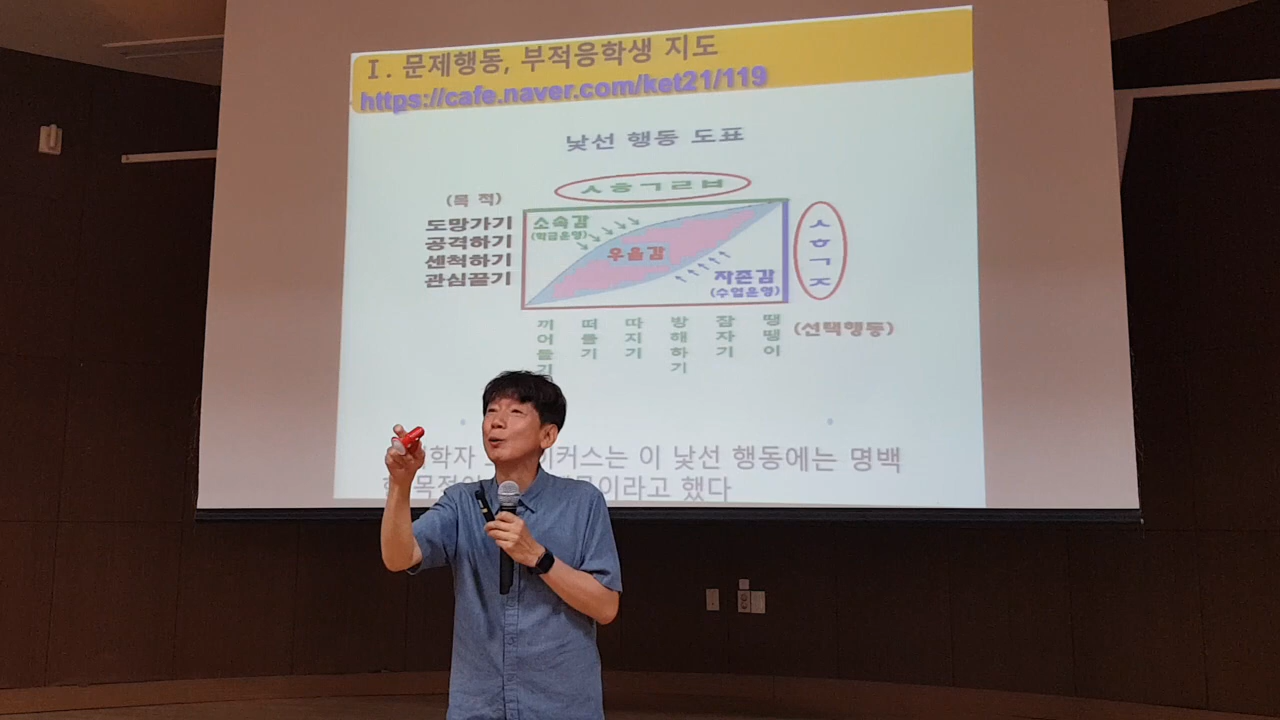 Ⅰ. 문제행동, 부적응학생 지도
https://cafe.naver.com/ket21/119
낯선 행동 도표
(목 적)
ㅅㅎㄱㄹㅂ
도망가기
공격하기
센척하기
관심끌기
소속감
(학급운영)
우울감
자존감
(수업운영)
ㅅㅎㄱㅈ
끼어들기
떠들기
따지기
방해하기
잠자기
땡땡이
(선택행동)
이 낯선 행동에는 명백
이라고 했다